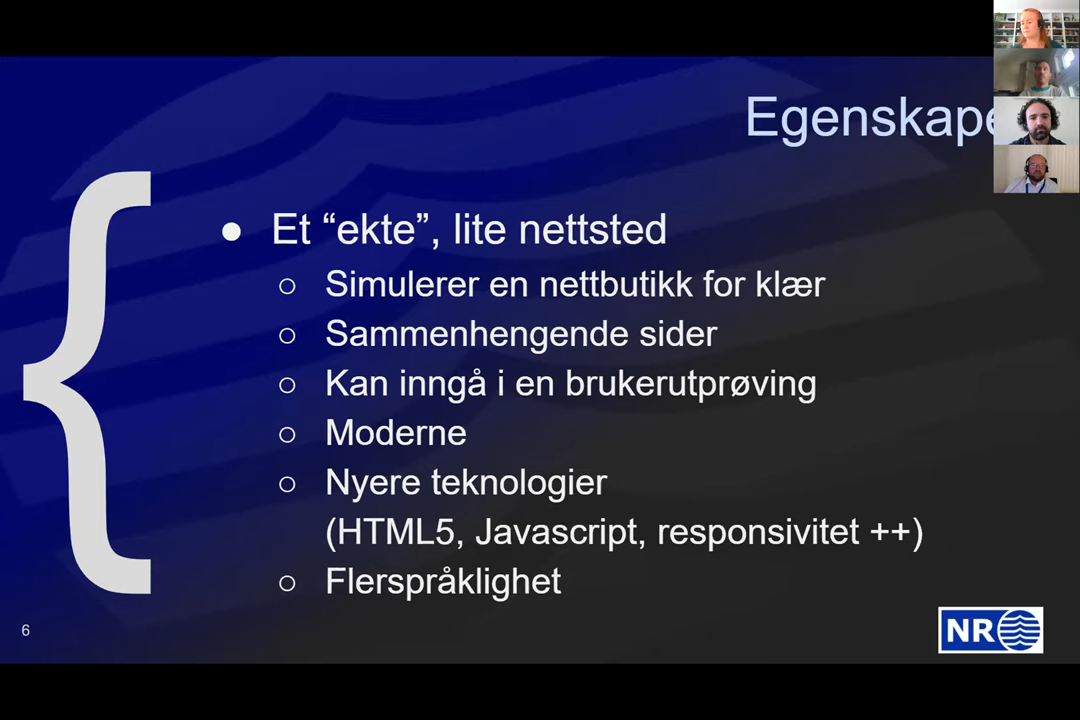 Egenskape
● Et “ekte”, lite nettsted
○ Simulerer en nettbutikk for klær
○ Sammenhengende sider
○ Kan inngå i en brukerutprøving
○ Moderne
○ Nyere teknologier
(HTML5, Javascript, responsivitet ++)
○ Flerspråklighet
6
NR